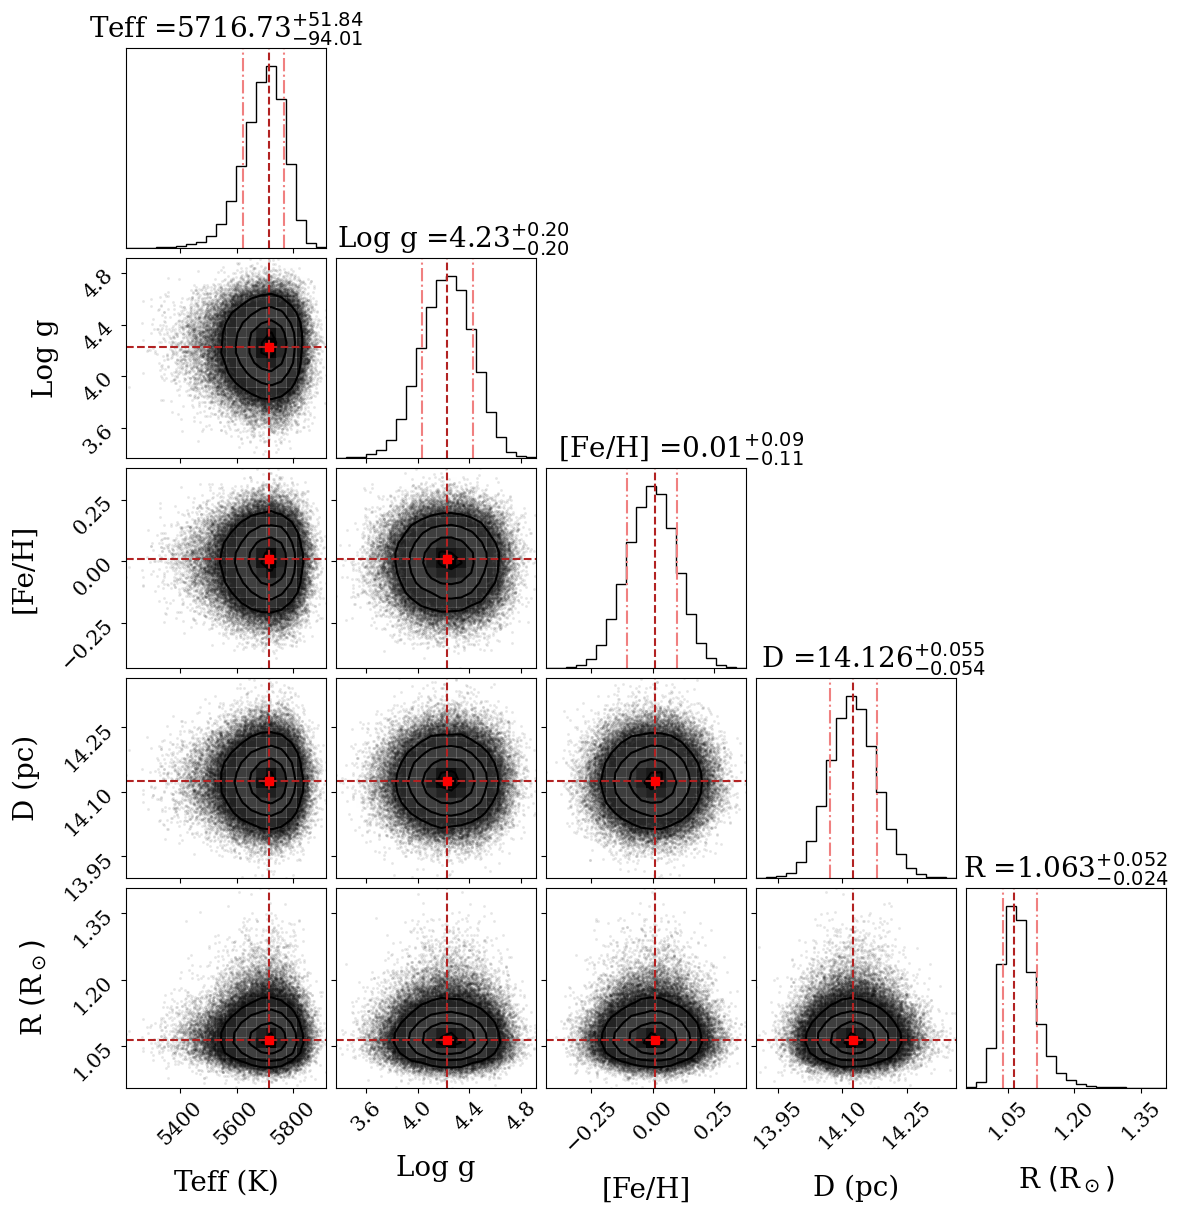 Teff =5716.73+51.84−94.01
Log g =4.23+0.20−0.20
4.8
4.4
4.0
3.6
Log g
[Fe/H] =0.01+0.09−0.11
0.25
0.00
−0.25
[Fe/H]
D =14.126+0.055−0.054
14.25
14.10
13.95
D (pc)
R =1.063+0.052−0.024
1.35
1.20
1.05
R (R⊙)
5400 5600 5800
3.6 4.0 4.4 4.8
−0.25 0.00 0.25
13.95 14.10 14.25
1.05 1.20 1.35
Teff (K)
Log g
[Fe/H]
D (pc)
R (R⊙)